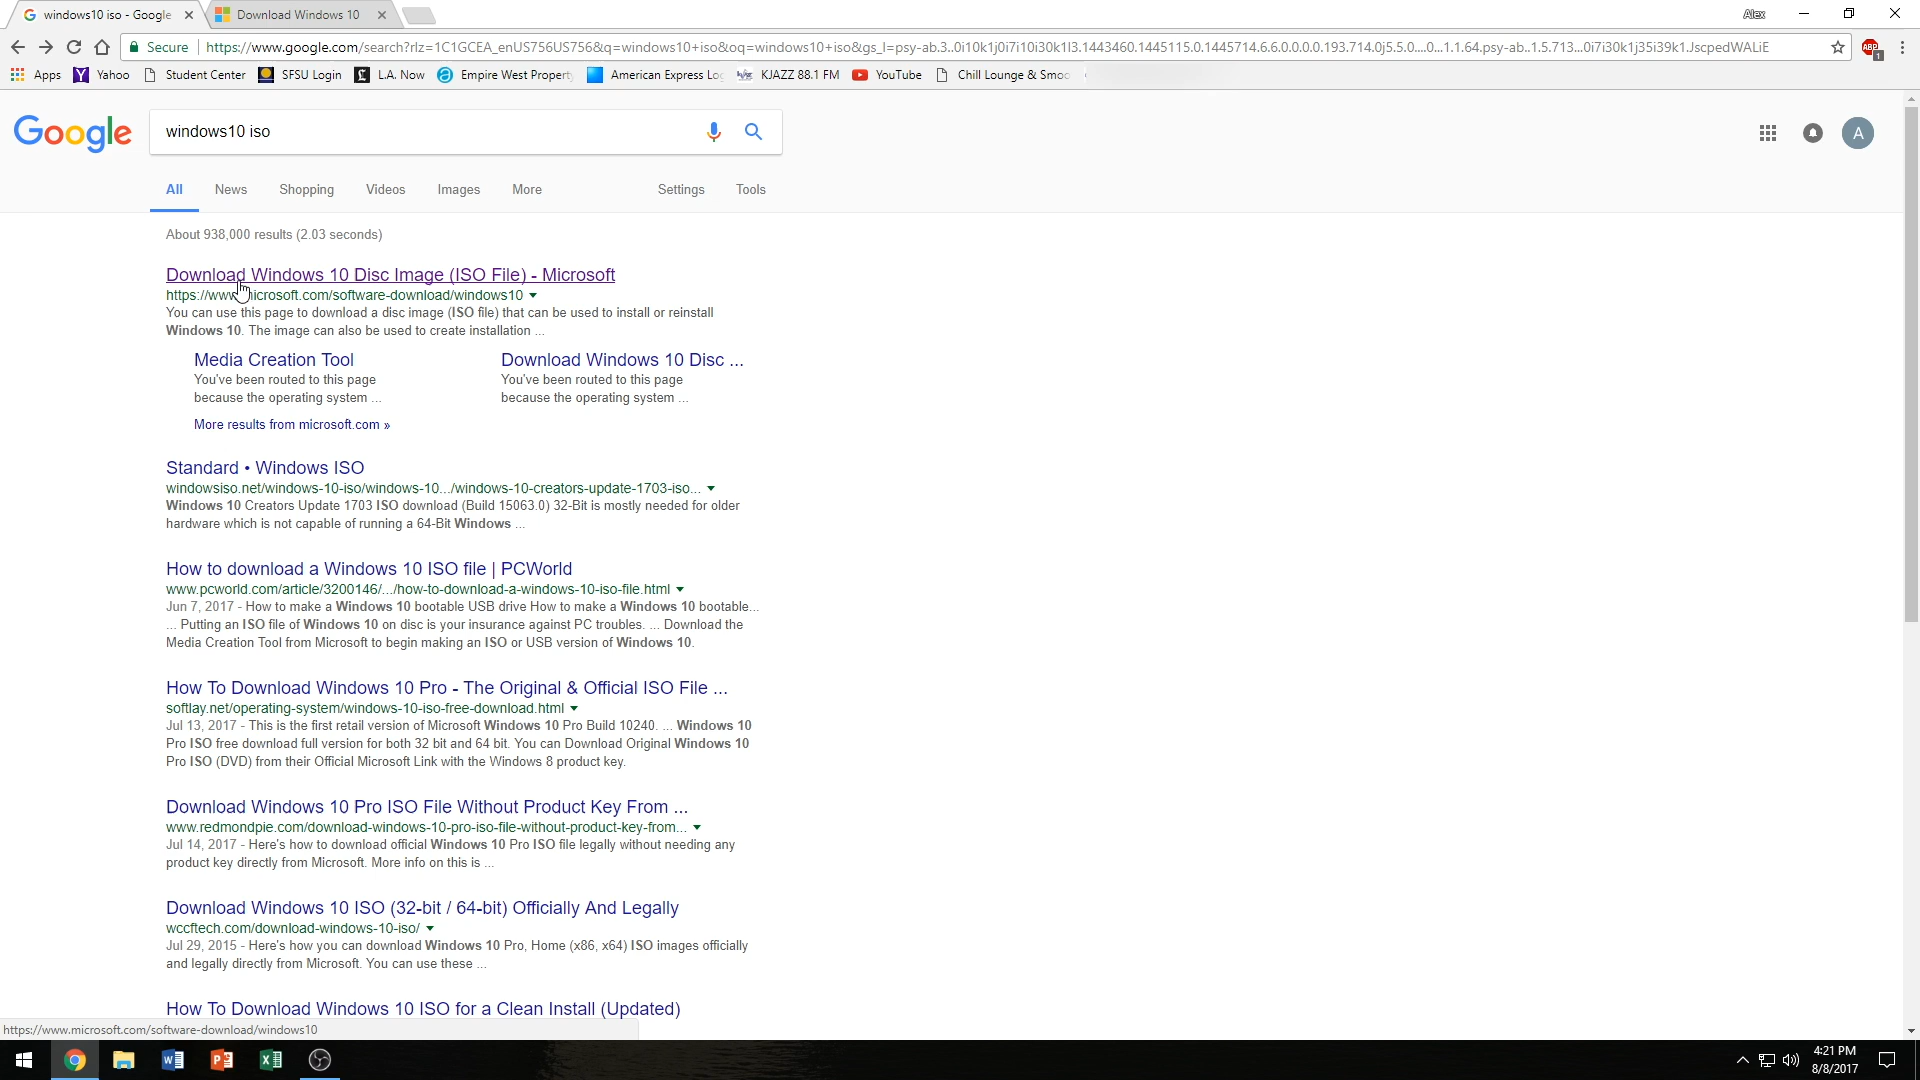 windows10 iso - Google
Download Windows 10
Alex
Secure
https://www.google.com/search?rlz=1C1GCEA_enUS756US756&q=windows10+iso&oq=windows10+iso&gs_l=psy-ab.3..0i10k1j0i7i10i30k1l3.1443460.1445115.0.1445714.6.6.0.0.0.0.193.714.0j5.5.0....0...1.1.64.psy-ab..1.5.713...0i7i30k1j35i39k1.JscpedWALiE
ABP
1
Apps
Yahoo
Student Center
SFSU Login
L.A. Now
Empire West Property
American Express Log
KJAZZ 88.1 FM
YouTube
Chill Lounge & Smoo
Google
windows10 iso
A
All
News
Shopping
Videos
Images
More
Settings
Tools
About 938,000 results (2.03 seconds)
Download Windows 10 Disc Image (ISO File) - Microsoft
https://www.microsoft.com/software-download/windows10
You can use this page to download a disc image (ISO file) that can be used to install or reinstall
Windows 10. The image can also be used to create installation ...
Media Creation Tool
Download Windows 10 Disc ...
You've been routed to this page
You've been routed to this page
because the operating system ...
because the operating system ...
More results from microsoft.com »
Standard • Windows ISO
windowsiso.net/windows-10-iso/windows-10.../windows-10-creators-update-1703-iso...
Windows 10 Creators Update 1703 ISO download (Build 15063.0) 32-Bit is mostly needed for older
hardware which is not capable of running a 64-Bit Windows ...
How to download a Windows 10 ISO file | PCWorld
www.pcworld.com/article/3200146/.../how-to-download-a-windows-10-iso-file.html
Jun 7, 2017 - How to make a Windows 10 bootable USB drive How to make a Windows 10 bootable...
... Putting an ISO file of Windows 10 on disc is your insurance against PC troubles. ... Download the
Media Creation Tool from Microsoft to begin making an ISO or USB version of Windows 10.
How To Download Windows 10 Pro - The Original & Official ISO File ...
softlay.net/operating-system/windows-10-iso-free-download.html
Jul 13, 2017 - This is the first retail version of Microsoft Windows 10 Pro Build 10240. ... Windows 10
Pro ISO free download full version for both 32 bit and 64 bit. You can Download Original Windows 10
Pro ISO (DVD) from their Official Microsoft Link with the Windows 8 product key.
Download Windows 10 Pro ISO File Without Product Key From ...
www.redmondpie.com/download-windows-10-pro-iso-file-without-product-key-from...
Jul 14, 2017 - Here's how to download official Windows 10 Pro ISO file legally without needing any
product key directly from Microsoft. More info on this is ...
Download Windows 10 ISO (32-bit / 64-bit) Officially And Legally
wccftech.com/download-windows-10-iso/
Jul 29, 2015 - Here's how you can download Windows 10 Pro, Home (x86, x64) ISO images officially
and legally directly from Microsoft. You can use these ...
How To Download Windows 10 ISO for a Clean Install (Updated)
https://www.microsoft.com/software-download/windows10
4:21 PM
8/8/2017